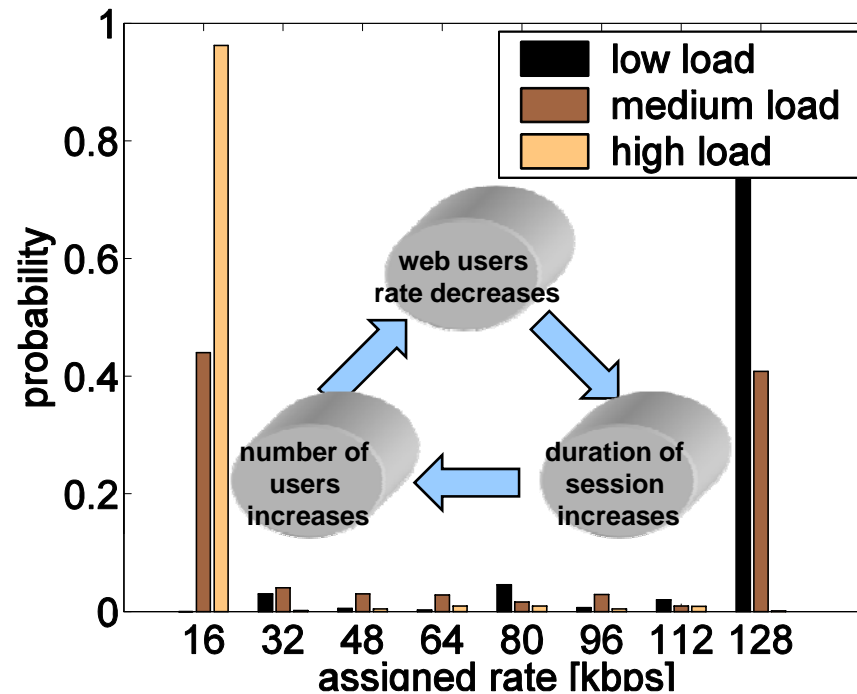 1
0.8
0.6
0.4
0.2
0
probability
low load
medium load
high load
web users
rate decreases
number of
users
increases
duration of
session
increases
16 32 48 64 80 96 112 128
assigned rate [kbps]